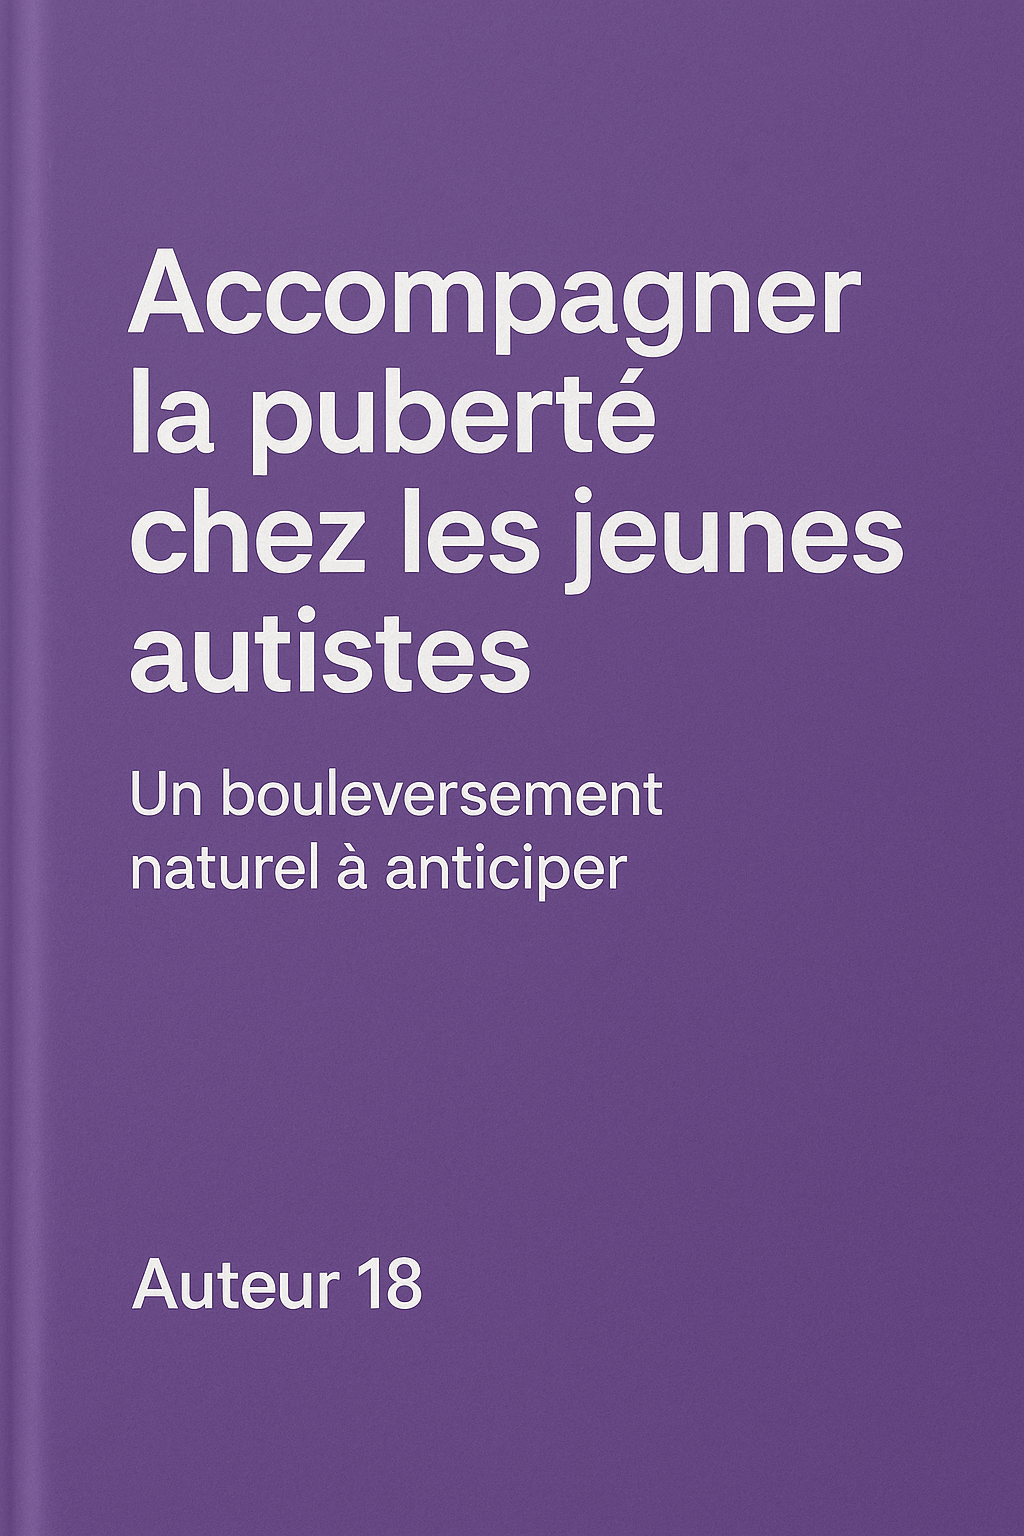 Accompagner
la puberté
chez les jeunes
autistes
Un bouleversement
naturel à anticiper
Auteur 18